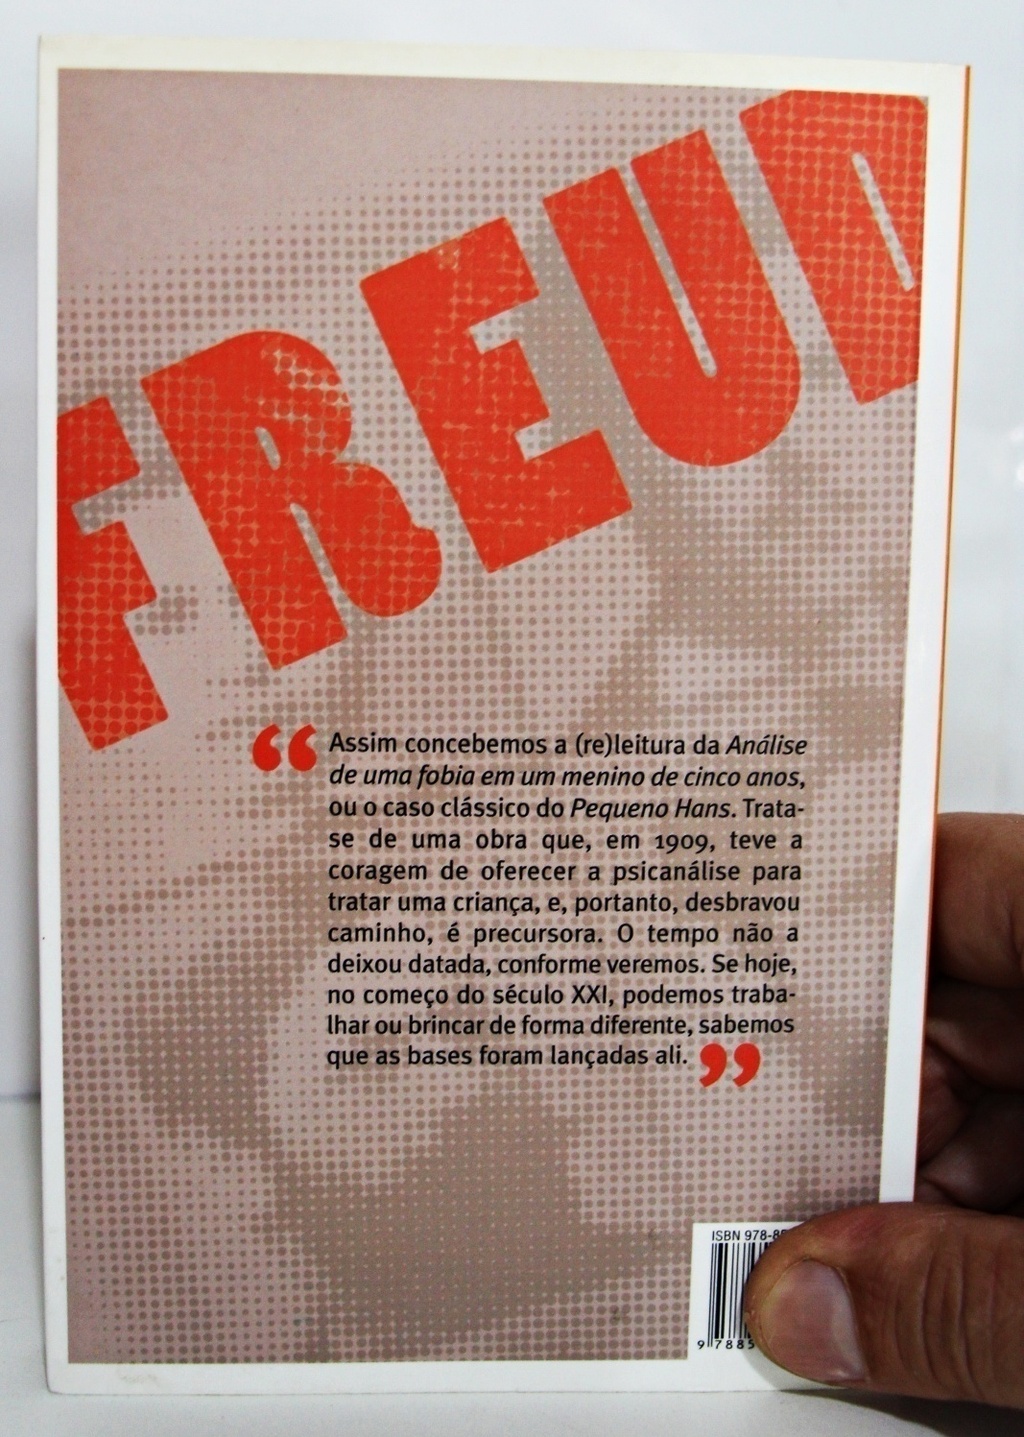 FREUD
“ Assim concebemos a (re)leitura da Análise
de uma fobia em um menino de cinco anos,
ou o caso clássico do Pequeno Hans. Trata-
se de uma obra que, em 1909, teve a
coragem de oferecer a psicanálise para
tratar uma criança, e, portanto, desbravou
caminho, é precursora. O tempo não a
deixou datada, conforme veremos. Se hoje,
no começo do século XXI, podemos traba-
lhar ou brincar de forma diferente, sabemos
que as bases foram lançadas ali. ”
ISBN 978-8
9 7885